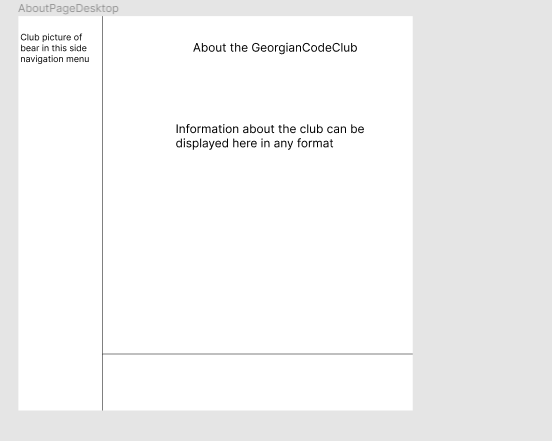 AboutPageDesktop
Club picture of
bear in this side
navigation menu
About the GeorgianCodeClub
Information about the club can be
displayed here in any format